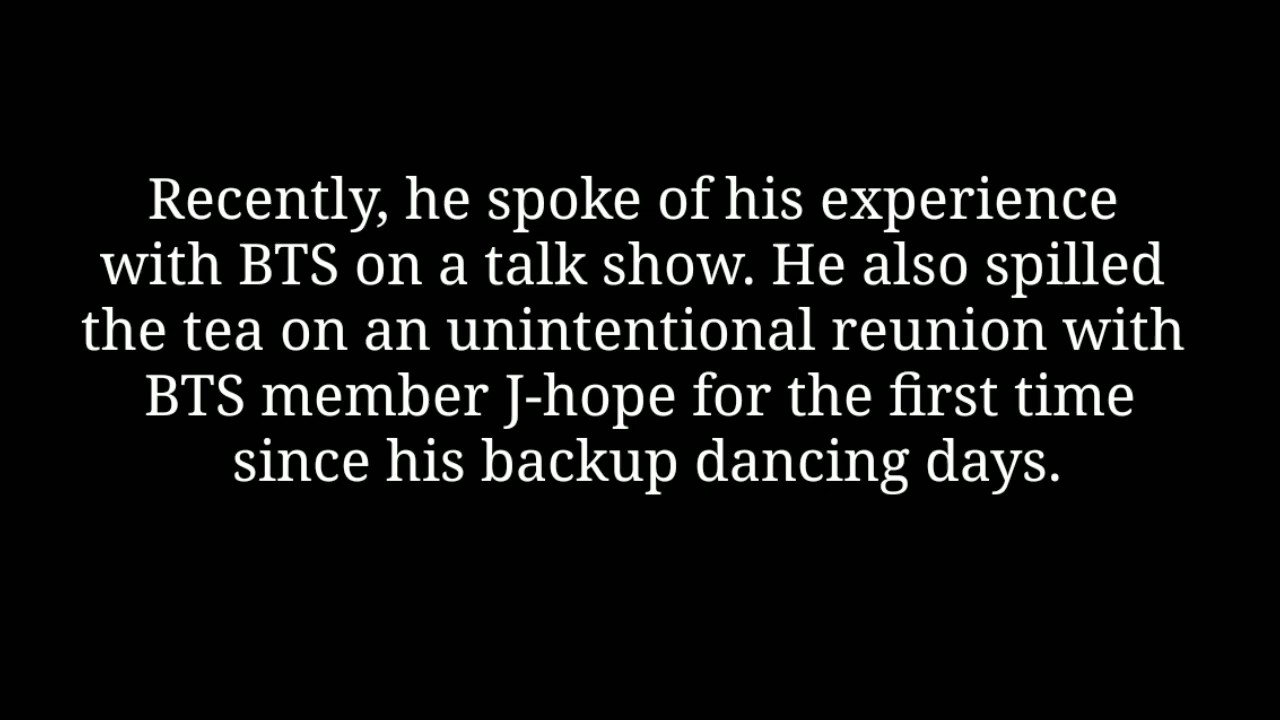 Recently, he spoke of his experience
with BTS on a talk show. He also spilled
the tea on an unintentional reunion with
BTS member J-hope for the first time
since his backup dancing days.